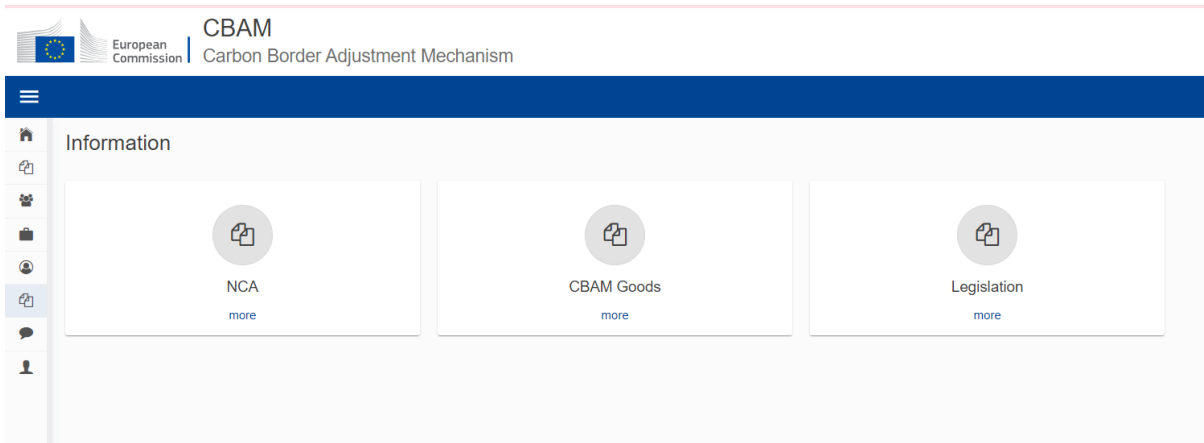 European
Commission
CBAM
Carbon Border Adjustment Mechanism
Information
NCA
more
CBAM Goods
more
Legislation
more